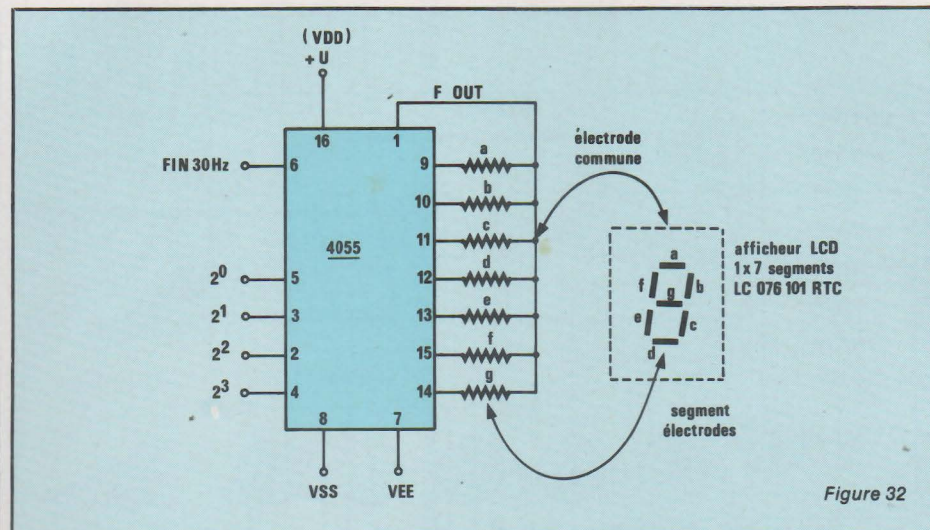 (VDD)
+ U
F OUT
16
1
électrode
commune
FIN 30Hz
6
9
a
10
b
11
c
4055
12
d
2⁰
5
13
e
2¹
3
15
f
2²
2
14
g
2³
4
8
7
VSS
VEE
afficheur LCD
1 x 7 segments
LC 076 101 RTC
a
f
g
b
e
c
d
segment
électrodes
Figure 32